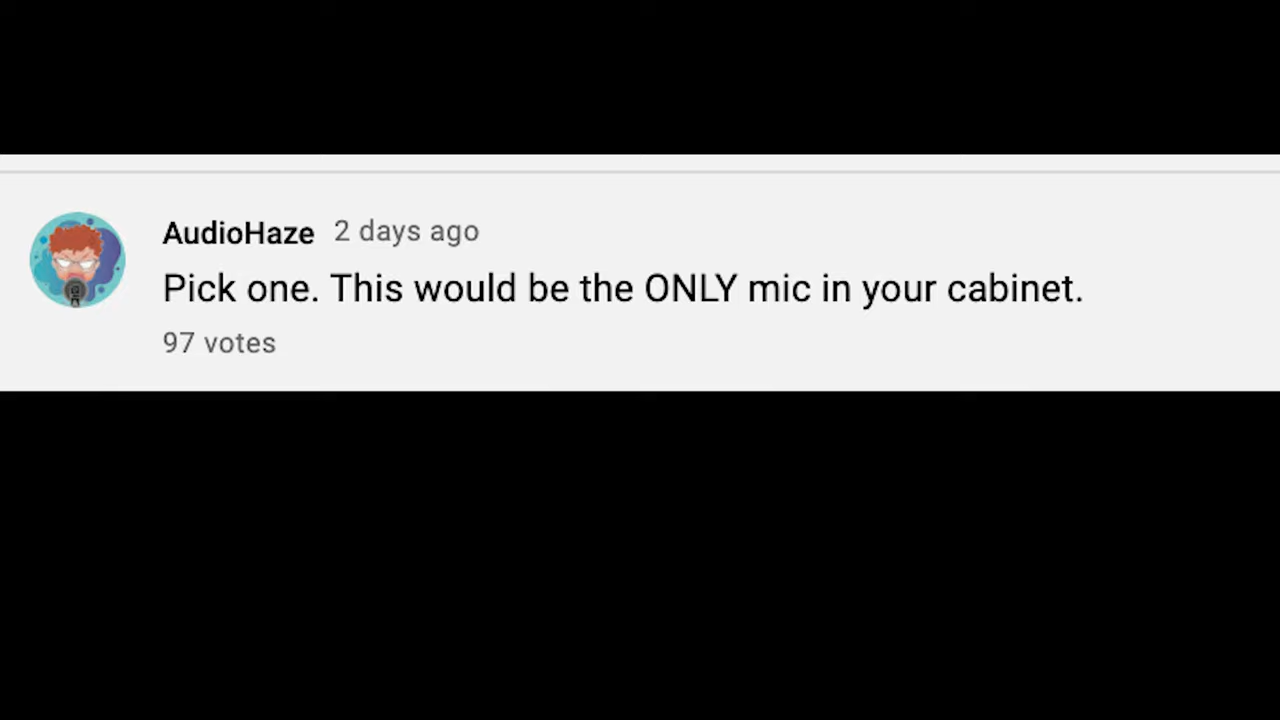 AudioHaze 2 days ago
Pick one. This would be the ONLY mic in your cabinet.
97 votes